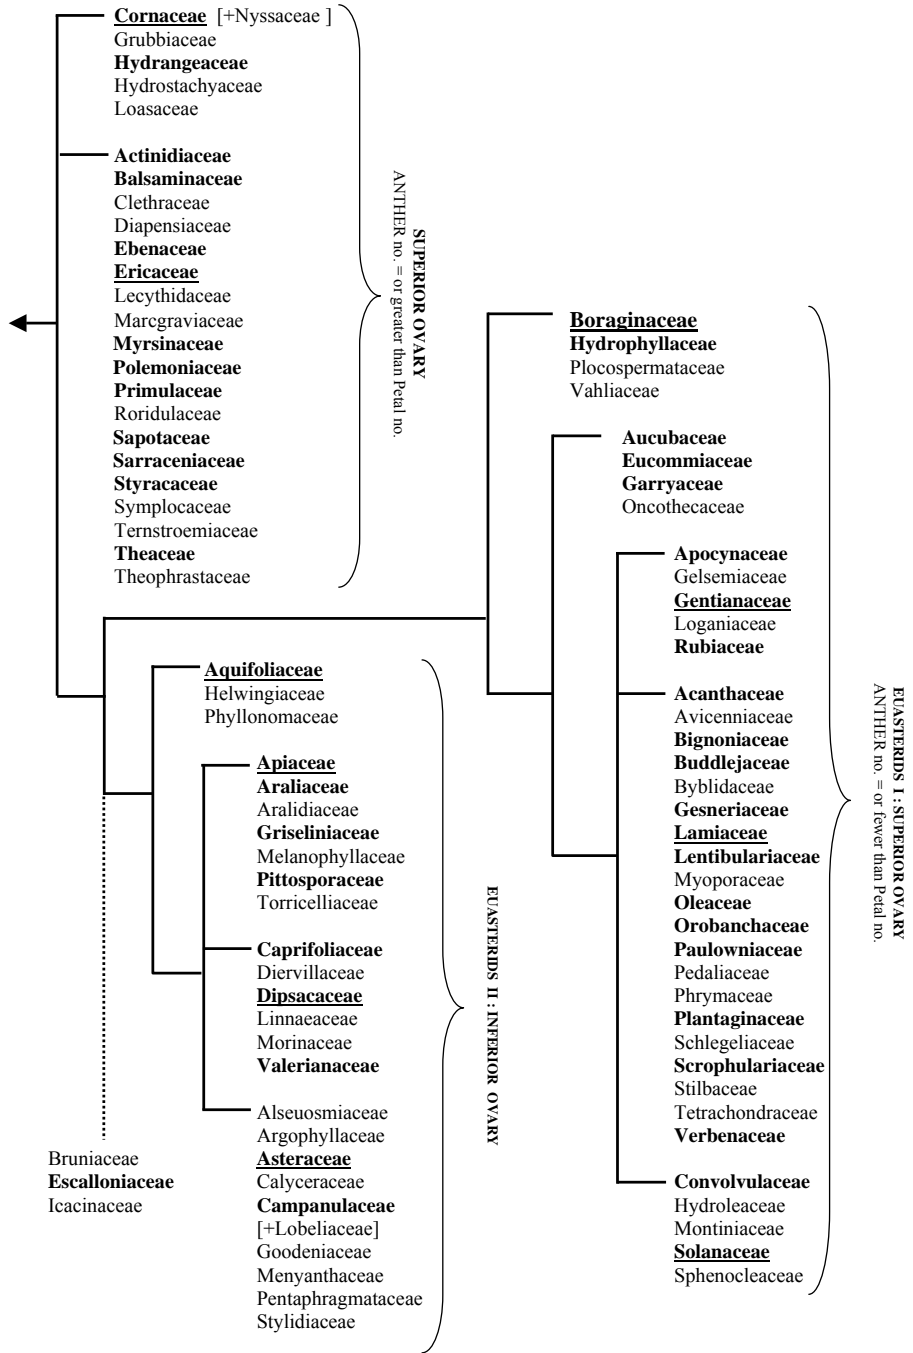 Cornaceae [+Nyssaceae ]
Grubbiaceae
Hydrangeaceae
Hydrostachyaceae
Loasaceae
Actinidiaceae
Balsaminaceae
Clethraceae
Diapensiaceae
Ebenaceae
Ericaceae
Lecythidaceae
Marcgraviaceae
Myrsinaceae
Polemoniaceae
Primulaceae
Roridulaceae
Sapotaceae
Sarraceniaceae
Styracaceae
Symplocaceae
Ternstroemiaceae
Theaceae
Theophrastaceae
SUPERIOR OVARY
ANTHER no. = or greater than Petal no.
Aquifoliaceae
Helwingiaceae
Phyllonomaceae
Apiaceae
Araliaceae
Aralidiaceae
Griseliniaceae
Melanophyllaceae
Pittosporaceae
Torricelliaceae
Caprifoliaceae
Diervillaceae
Dipsacaceae
Linnaeaceae
Morinaceae
Valerianaceae
Alseuosmiaceae
Argophyllaceae
Asteraceae
Calyceraceae
Campanulaceae
[+Lobeliaceae]
Goodeniaceae
Menyanthaceae
Pentaphragmataceae
Stylidiaceae
EUASTERIDS II : INFERIOR OVARY
Bruniaceae
Escalloniaceae
Icacinaceae
Boraginaceae
Hydrophyllaceae
Plocospermataceae
Vahliaceae
Aucubaceae
Eucommiaceae
Garryaceae
Oncothecaceae
Apocynaceae
Gelsemiaceae
Gentianaceae
Loganiaceae
Rubiaceae
Acanthaceae
Avicenniaceae
Bignoniaceae
Buddlejaceae
Byblidaceae
Gesneriaceae
Lamiaceae
Lentibulariaceae
Myoporaceae
Oleaceae
Orobanchaceae
Paulowniaceae
Pedaliaceae
Phrymaceae
Plantaginaceae
Schlegeliaceae
Scrophulariaceae
Stilbaceae
Tetrachondraceae
Verbenaceae
Convolvulaceae
Hydroleaceae
Montiniaceae
Solanaceae
Sphenocleaceae
EUASTERIDS I : SUPERIOR OVARY
ANTHER no. = or fewer than Petal no.